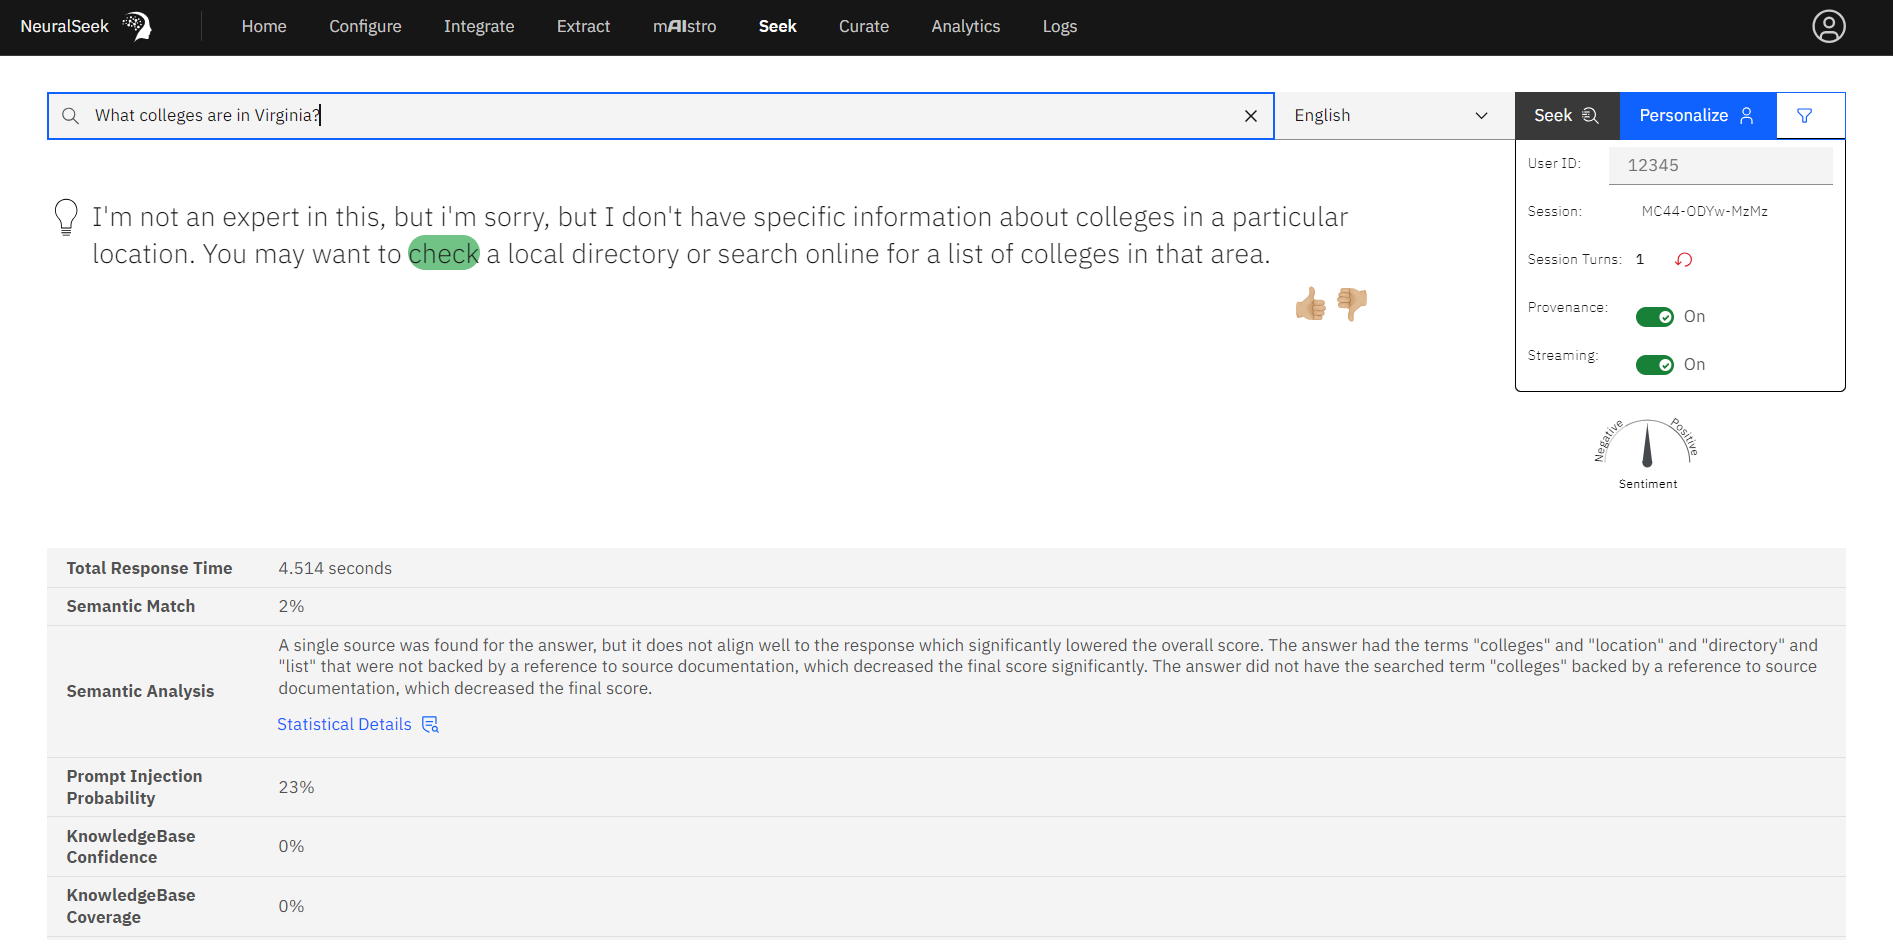 NeuralSeek
Home Configure Integrate Extract mAIstro Seek Curate Analytics Logs
What colleges are in Virginia?
English
Seek
Personalize
User ID: 12345
Session: MC44-ODYw-MzMz
Session Turns: 1
Provenance: On
Streaming: On
I'm not an expert in this, but i'm sorry, but I don't have specific information about colleges in a particular
location. You may want to check a local directory or search online for a list of colleges in that area.
Negative Positive
Sentiment
Total Response Time 4.514 seconds
Semantic Match 2%
Semantic Analysis
A single source was found for the answer, but it does not align well to the response which significantly lowered the overall score. The answer had the terms "colleges" and "location" and "directory" and
"list" that were not backed by a reference to source documentation, which decreased the final score significantly. The answer did not have the searched term "colleges" backed by a reference to source
documentation, which decreased the final score.
Statistical Details
Prompt Injection
Probability
23%
KnowledgeBase
Confidence
0%
KnowledgeBase
Coverage
0%